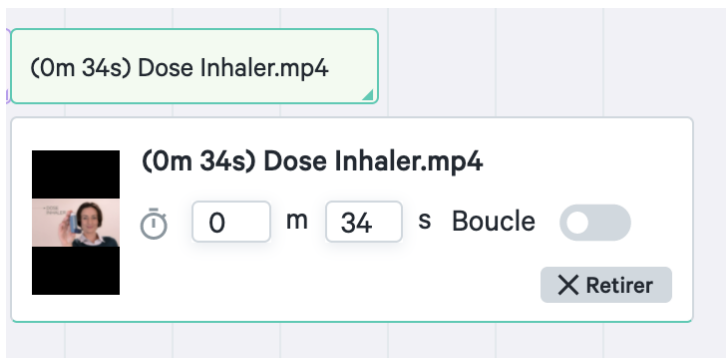 (0m 34s) Dose Inhaler.mp4
(0m 34s) Dose Inhaler.mp4
0 m 34 s Boucle
Retirer